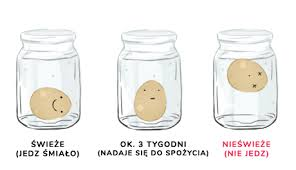 ŚWIEŻE
(JEDZ ŚMIAŁO)
OK. 3 TYGODNI
(NADAJE SIĘ DO SPOŻYCIA)
NIEŚWIEŻE
(NIE JEDZ)